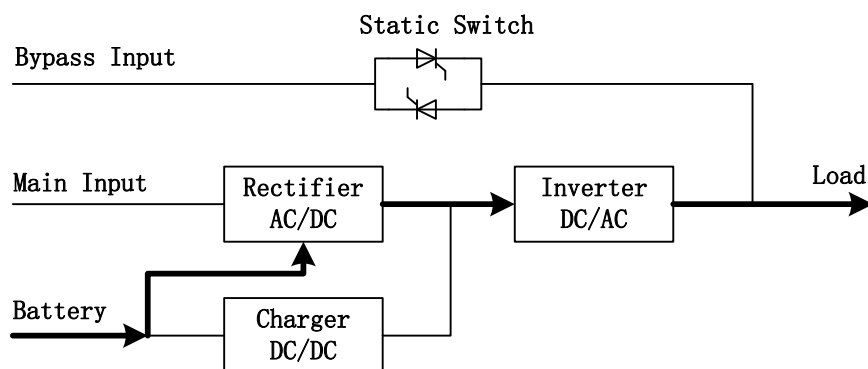 Static Switch
Bypass Input
Main Input
Rectifier
AC/DC
Inverter
DC/AC
Load
Battery
Charger
DC/DC